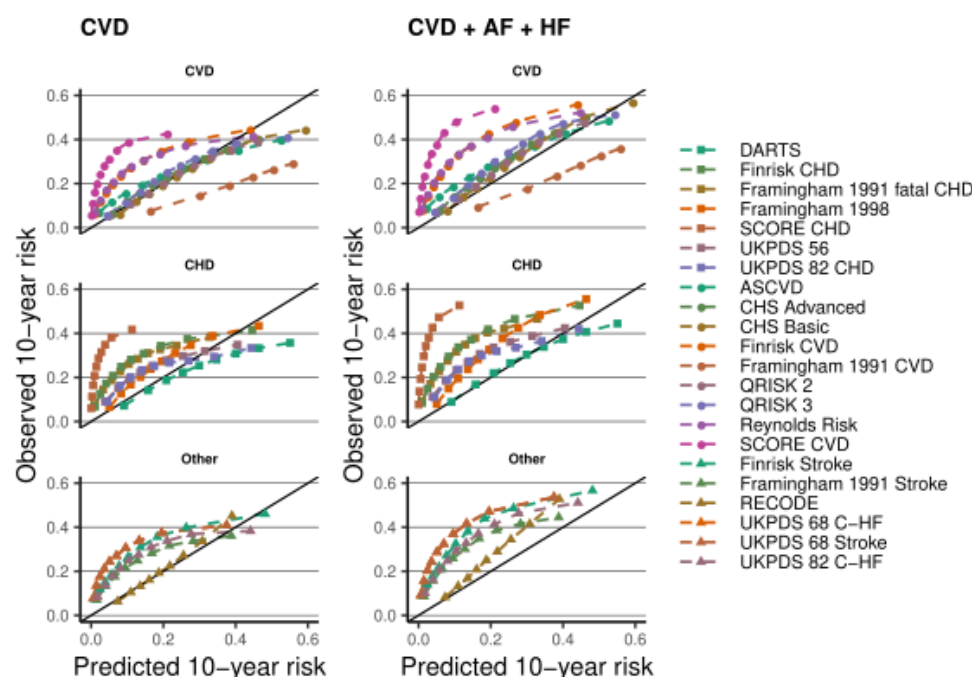 CVD
CVD + AF + HF
CVD
CVD
0.6
0.4
0.2
0.0
0.6
0.4
0.2
0.0
CHD
CHD
0.6
0.4
0.2
0.0
0.6
0.4
0.2
0.0
Other
Other
0.6
0.4
0.2
0.0
0.6
0.4
0.2
0.0
0.0 0.2 0.4 0.6
0.0 0.2 0.4 0.6
Observed 10−year risk
Observed 10−year risk
Predicted 10−year risk
Predicted 10−year risk
DARTS
Finrisk CHD
Framingham 1991 fatal CHD
Framingham 1998
SCORE CHD
UKPDS 56
UKPDS 82 CHD
ASCVD
CHS Advanced
CHS Basic
Finrisk CVD
Framingham 1991 CVD
QRISK 2
QRISK 3
Reynolds Risk
SCORE CVD
Finrisk Stroke
Framingham 1991 Stroke
RECODE
UKPDS 68 C−HF
UKPDS 68 Stroke
UKPDS 82 C−HF